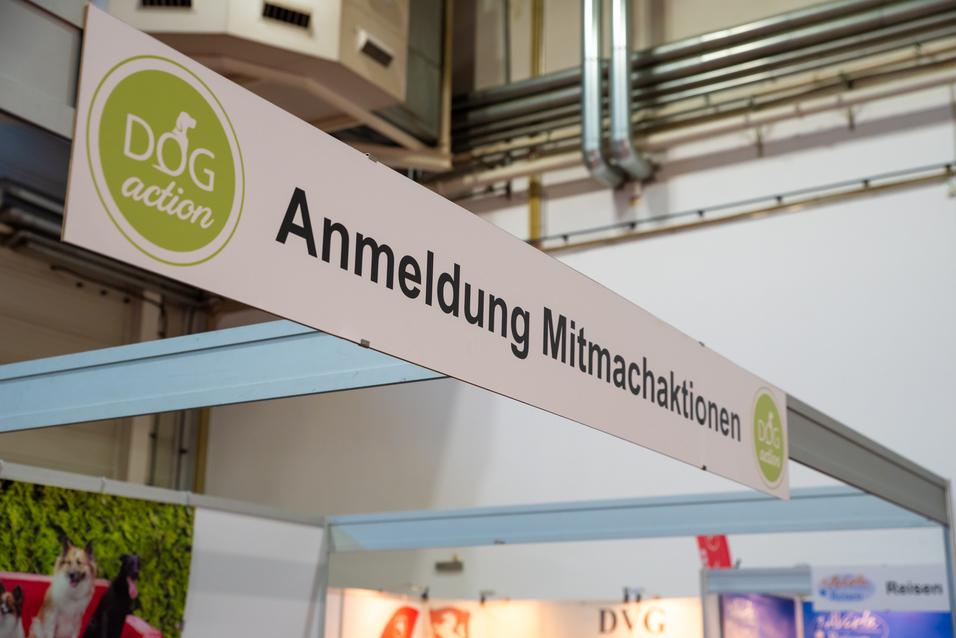 DOG
action
Anmeldung Mitmachaktionen
DOG
action
DVG
Reisen